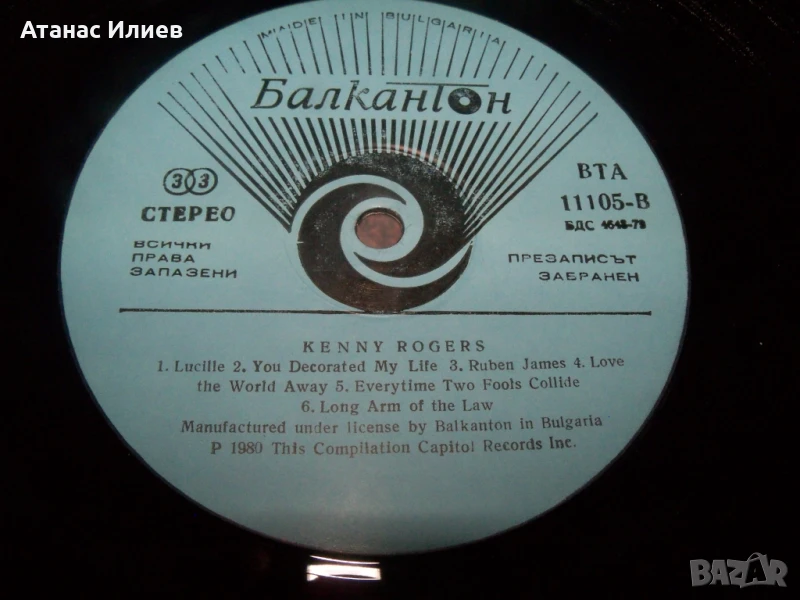 Атанас Илиев
MADE IN BULGARIA
Балкантон
33
СТЕРЕО
ВСИЧКИ
ПРАВА
ЗАПАЗЕНИ
ВТА
11105-В
БДС 4648-79
ПРЕЗАПИСЪТ
ЗАБРАНЕН
KENNY ROGERS
1. Lucille 2. You Decorated My Life 3. Ruben James 4. Love
the World Away 5. Everytime Two Fools Collide
6. Long Arm of the Law
Manufactured under license by Balkanton in Bulgaria
P 1980 This Compilation Capitol Records Inc.
BAZAR